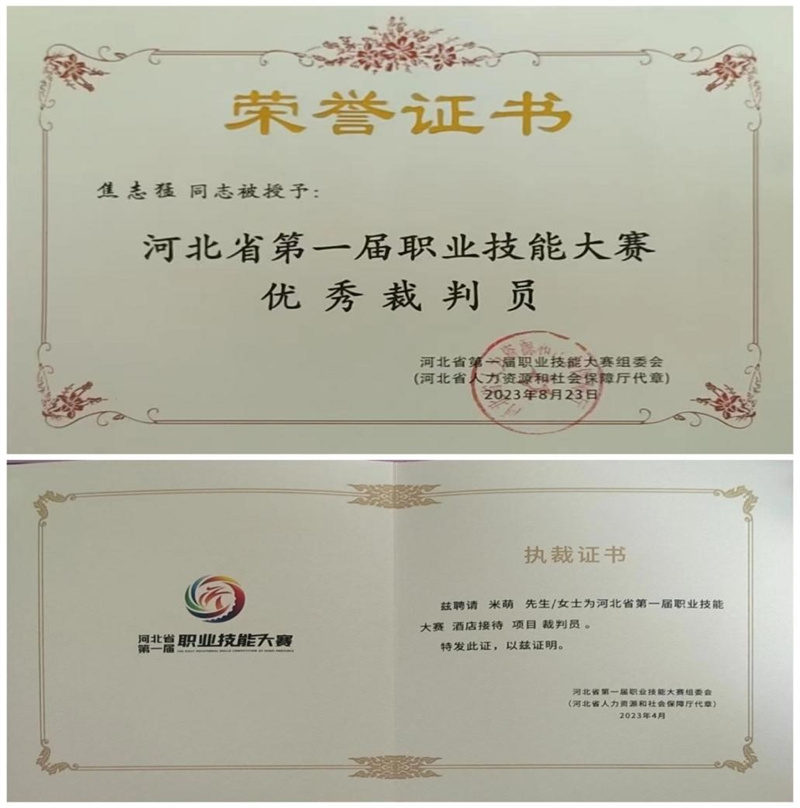 荣誉证书
焦志猛 同志被授予：
河北省第一届职业技能大赛
优秀裁判员
河北省第一届职业技能大赛组委会
(河北省人力资源和社会保障厅代章)
2023年8月23日
河北省
第一届
职业技能大赛
执裁证书
兹聘请 米萌 先生/女士为河北省第一届职业技能
大赛 酒店接待 项目 裁判员 。
特发此证，以兹证明。
河北省第一届职业技能大赛组委会
(河北省人力资源和社会保障厅代章)
2023年4月